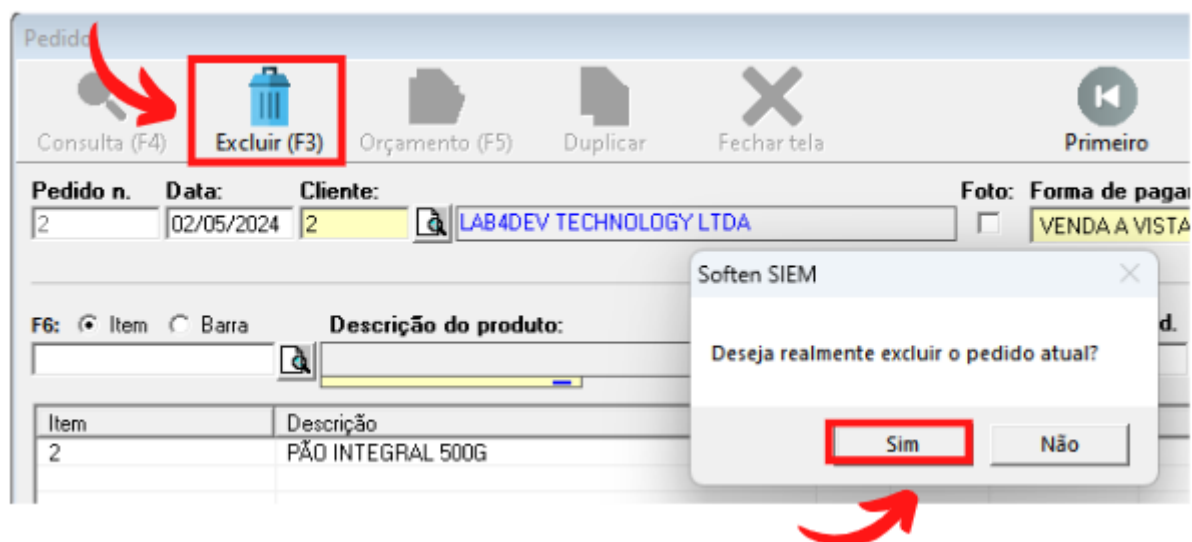 Pedido
Consulta (F4) Excluir (F3) Orçamento (F5) Duplicar Fechar tela Primeiro
Pedido n. Data: Cliente: Foto: Forma de pagar
2 02/05/2024 2 LAB4DEV TECHNOLOGY LTDA VENDA A VISTA
Soften SIEM
F6: Item Barra Descrição do produto: d.
Deseja realmente excluir o pedido atual?
Item Descrição
2 PÃO INTEGRAL 500G
Sim Não